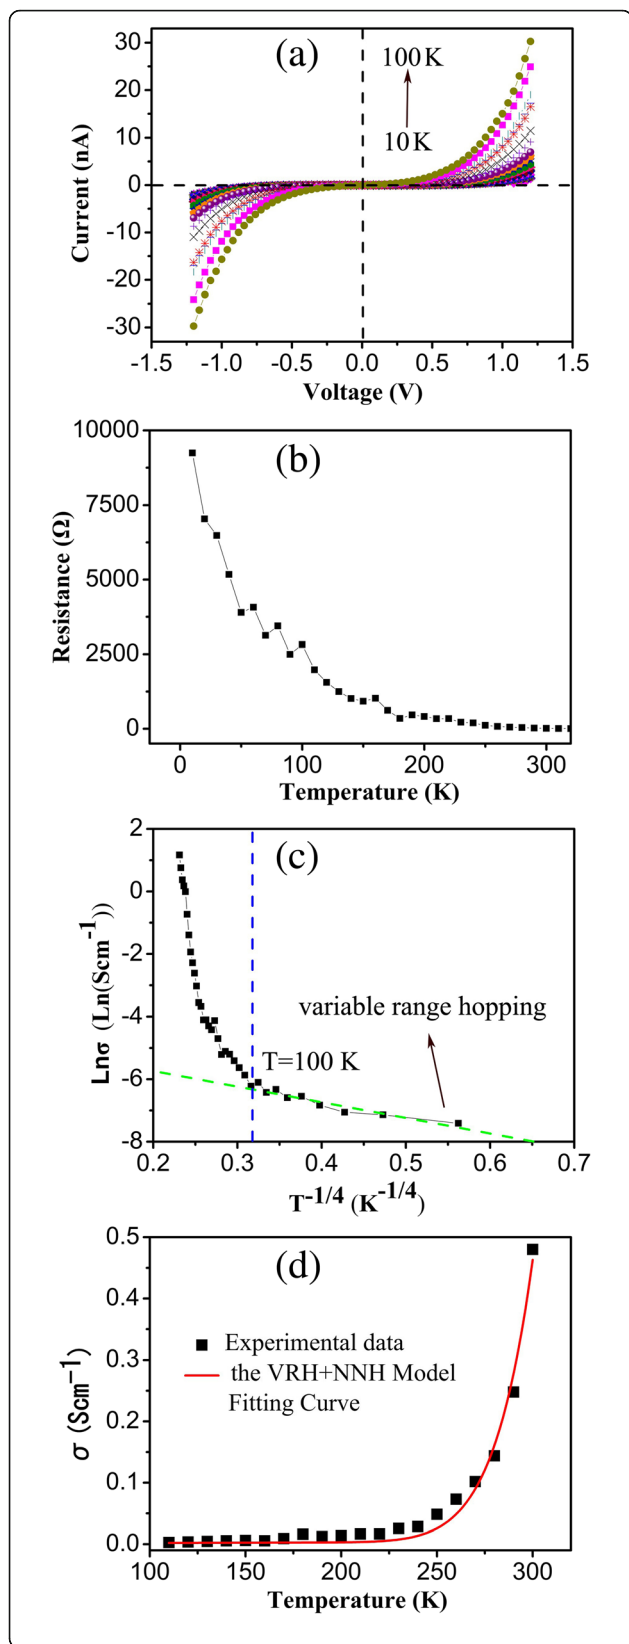 (a)
100 K
10 K
30
20
10
0
-10
-20
-30
Current (nA)
-1.5 -1.0 -0.5 0.0 0.5 1.0 1.5
Voltage (V)
(b)
10000
7500
5000
2500
0
Resistance (Ω)
0 100 200 300
Temperature (K)
(c)
2
0
-2
-4
-6
-8
Lnσ (Ln(Scm⁻¹))
variable range hopping
T=100 K
0.2 0.3 0.4 0.5 0.6 0.7
T⁻¹/⁴ (K⁻¹/⁴)
(d)
0.5
0.4
0.3
0.2
0.1
0.0
σ (Scm⁻¹)
Experimental data
the VRH+NNH Model
Fitting Curve
100 150 200 250 300
Temperature (K)